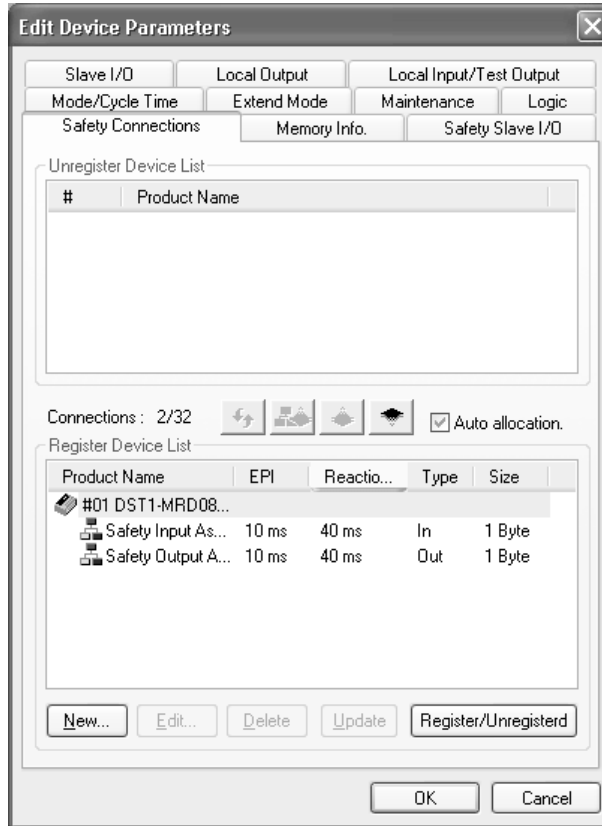 Edit Device Parameters
Slave I/O Local Output Local Input/Test Output
Mode/Cycle Time Extend Mode Maintenance Logic
Safety Connections Memory Info. Safety Slave I/O
Unregister Device List
# Product Name
Connections : 2/32 Auto allocation.
Register Device List
Product Name EPI Reactio... Type Size
#01 DST1-MRD08...
Safety Input As... 10 ms 40 ms In 1 Byte
Safety Output A... 10 ms 40 ms Out 1 Byte
New... Edit... Delete Update Register/Unregisterd
OK Cancel